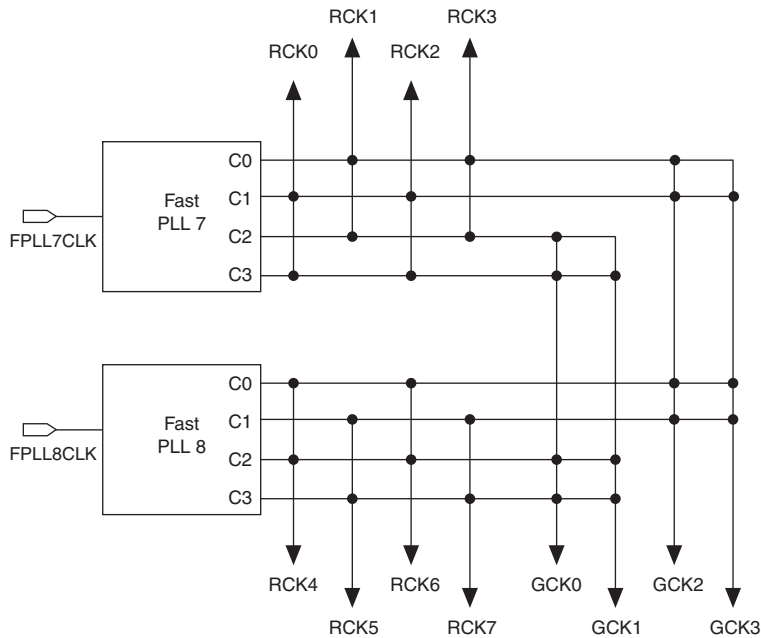 RCK1
RCK3
RCK0
RCK2
C0
C1
Fast
PLL 7
C2
FPLL7CLK
C3
C0
C1
Fast
PLL 8
FPLL8CLK
C2
C3
RCK4
RCK6
GCK0
GCK2
RCK5
RCK7
GCK1
GCK3